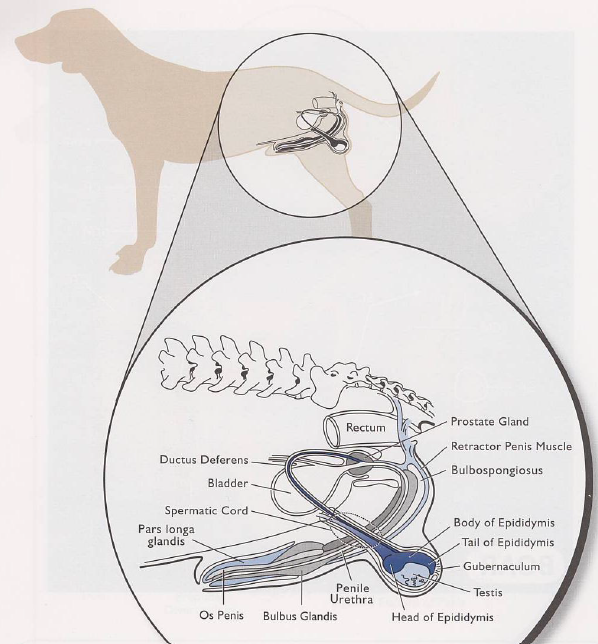 Rectum
Prostate Gland
Retractor Penis Muscle
Ductus Deferens
Bulbospongiosus
Bladder
Spermatic Cord
Pars longa
glandis
Body of Epididymis
Tail of Epididymis
Gubernaculum
Testis
Penile
Urethra
Os Penis
Bulbus Glandis
Head of Epididymis